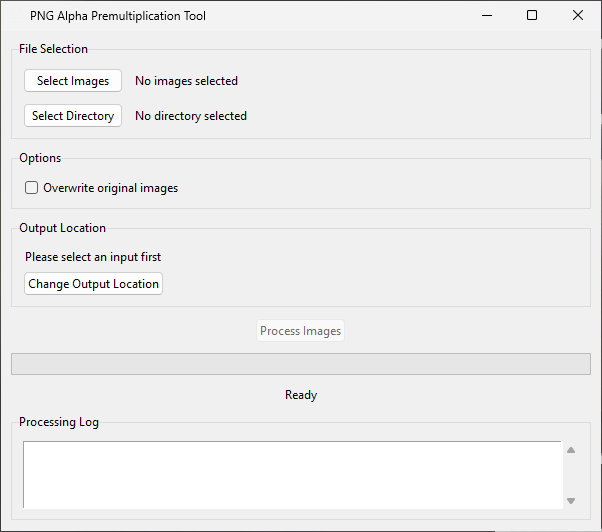 PNG Alpha Premultiplication Tool
File Selection
Select Images No images selected
Select Directory No directory selected
Options
Overwrite original images
Output Location
Please select an input first
Change Output Location
Process Images
Ready
Processing Log